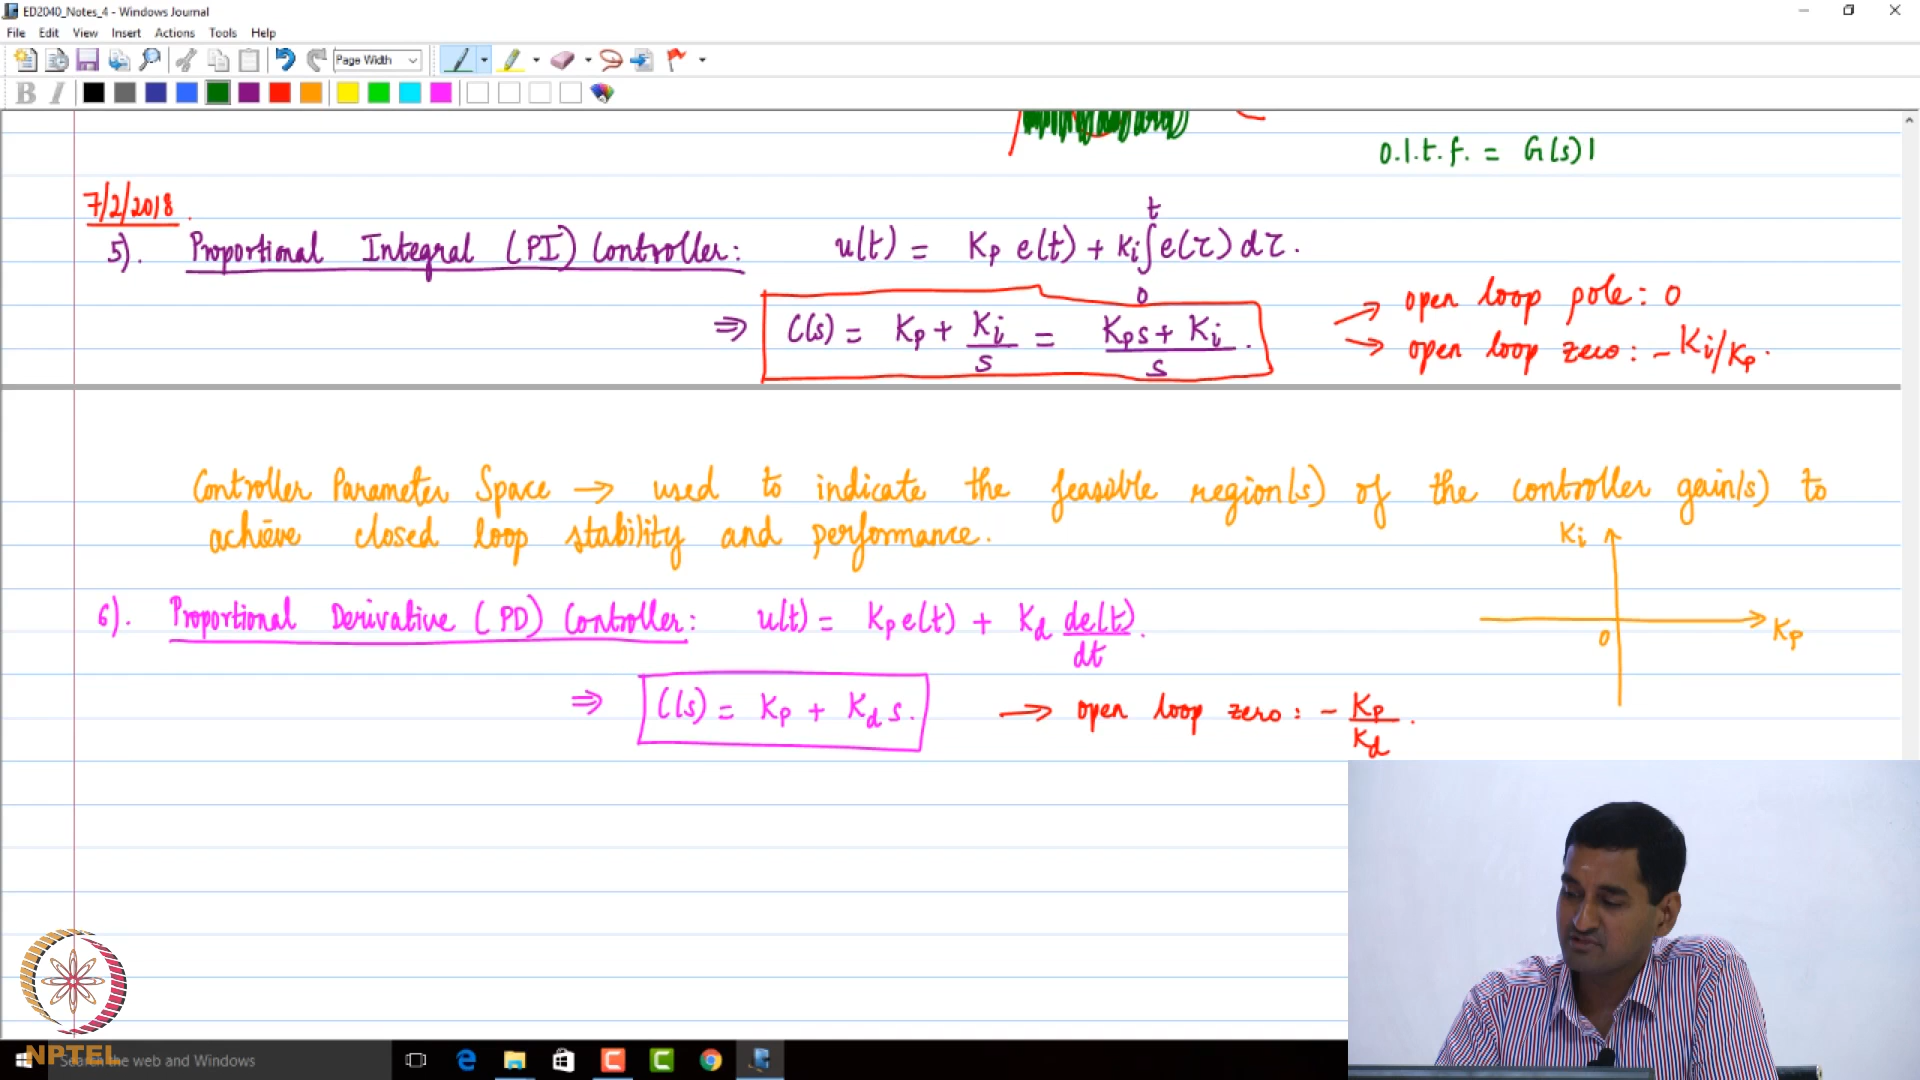 ED2040_Notes_4 - Windows Journal
File Edit View Insert Actions Tools Help
Page Width
B I
o.l.t.f. = G(s)
7/2/2018.
5). Proportional Integral (PI) Controller: u(t) = Kp e(t) + Ki ∫₀ᵗ e(τ) dτ.
⇒ C(s) = Kp + Ki/s = (Kps + Ki)/s.
→ open loop pole: 0
→ open loop zero: - Ki/Kp.
Controller Parameter Space → used to indicate the feasible region(s) of the controller gain(s) to
achieve closed loop stability and performance.
Ki
0
Kp
6). Proportional Derivative (PD) Controller: u(t) = Kp e(t) + Kd de(t)/dt.
⇒ C(s) = Kp + Kd s. → open loop zero: - Kp/Kd.
NPTEL
Search the web and Windows